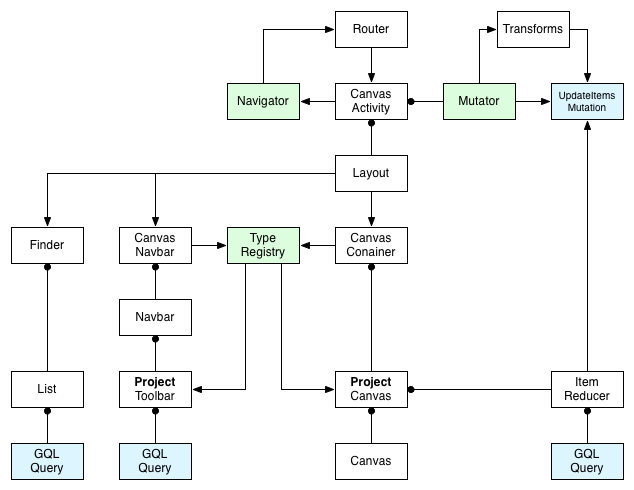 Router
Transforms
Navigator
Canvas
Activity
Mutator
UpdateItems
Mutation
Layout
Finder
Canvas
Navbar
Type
Registry
Canvas
Conainer
Navbar
List
Project
Toolbar
Project
Canvas
Item
Reducer
GQL
Query
GQL
Query
Canvas
GQL
Query